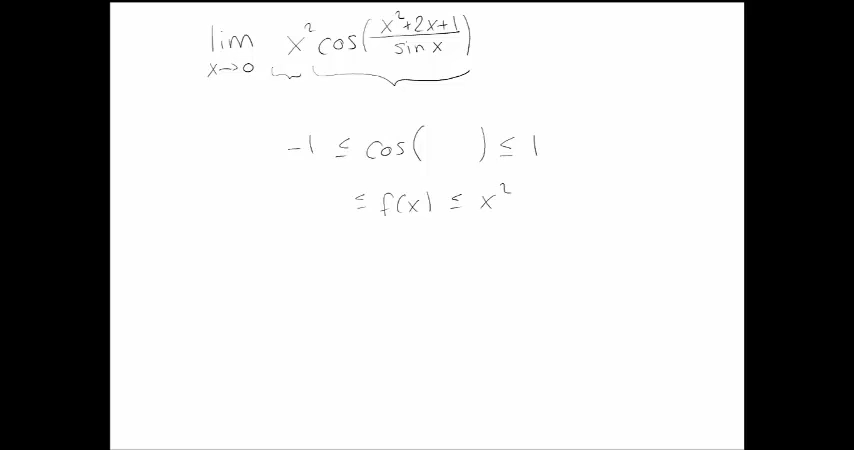 lim x→0 x² cos((x²+2x+1)/sin x)
-1 ≤ cos( ) ≤ 1
≤ f(x) ≤ x²